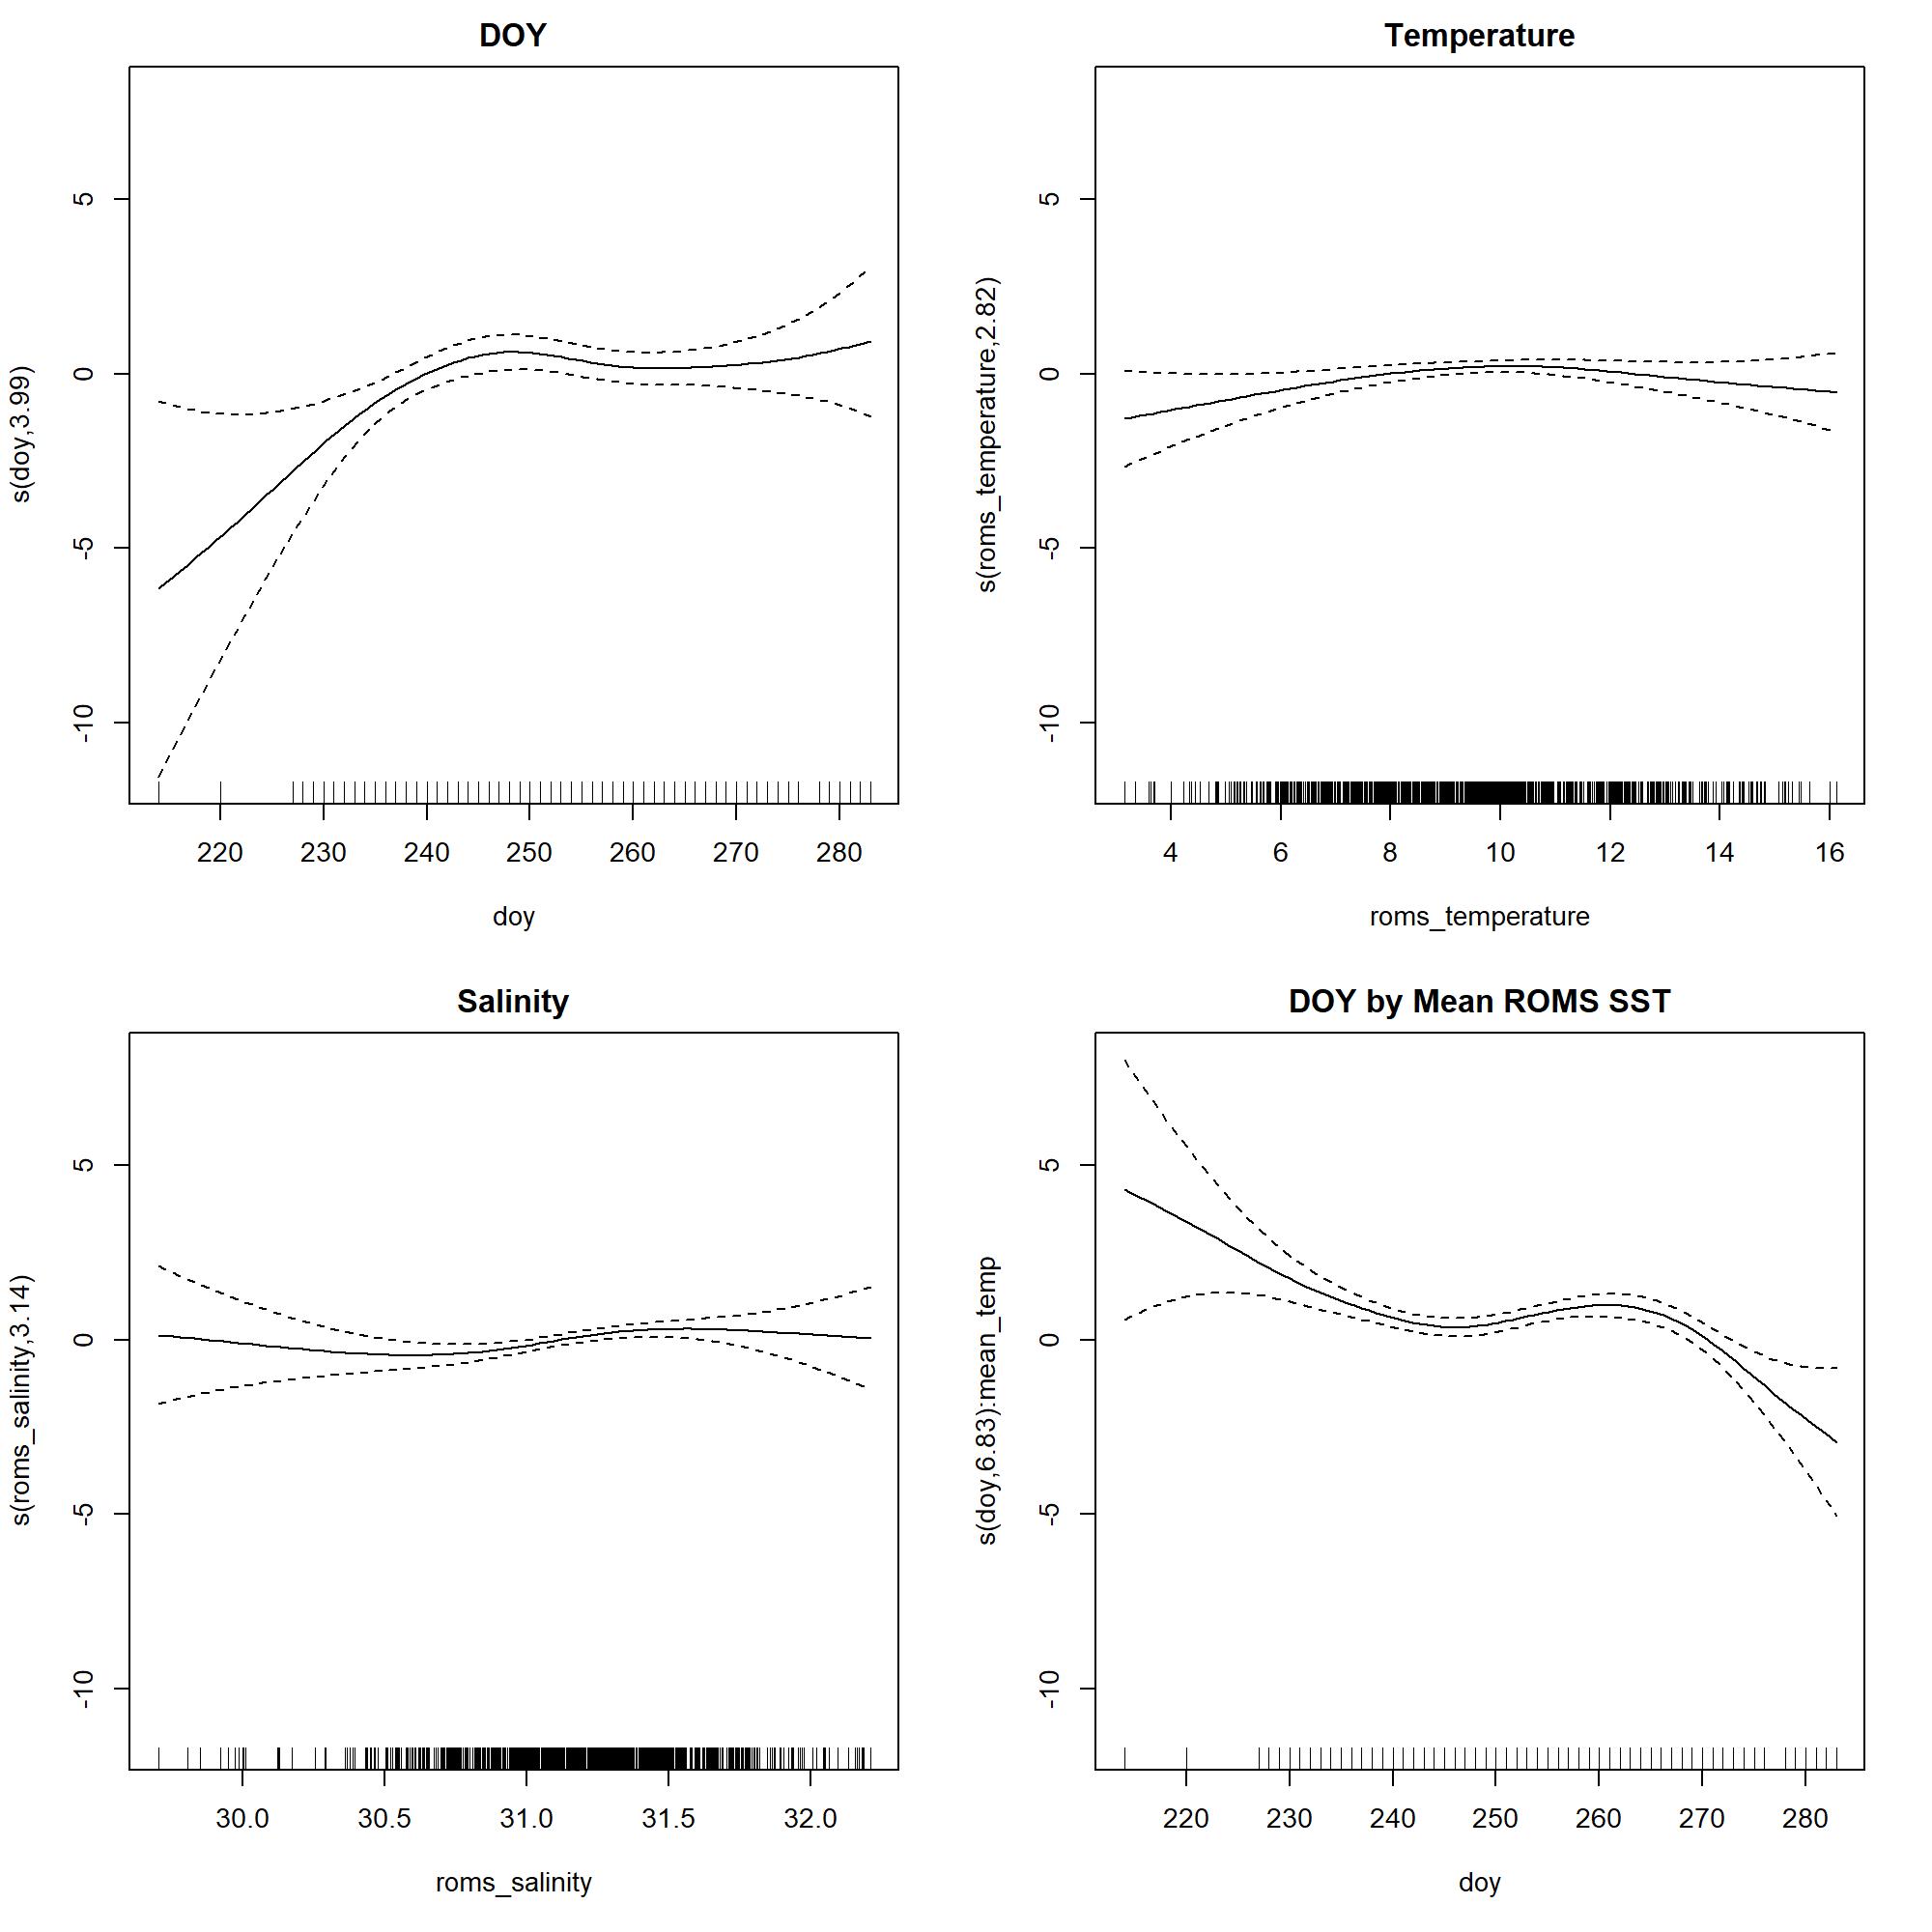 DOY
s(doy,3.99)
5
0
-5
-10
220 230 240 250 260 270 280
doy
Temperature
s(roms_temperature,2.82)
5
0
-5
-10
4 6 8 10 12 14 16
roms_temperature
Salinity
s(roms_salinity,3.14)
5
0
-5
-10
30.0 30.5 31.0 31.5 32.0
roms_salinity
DOY by Mean ROMS SST
s(doy,6.83):mean_temp
5
0
-5
-10
220 230 240 250 260 270 280
doy